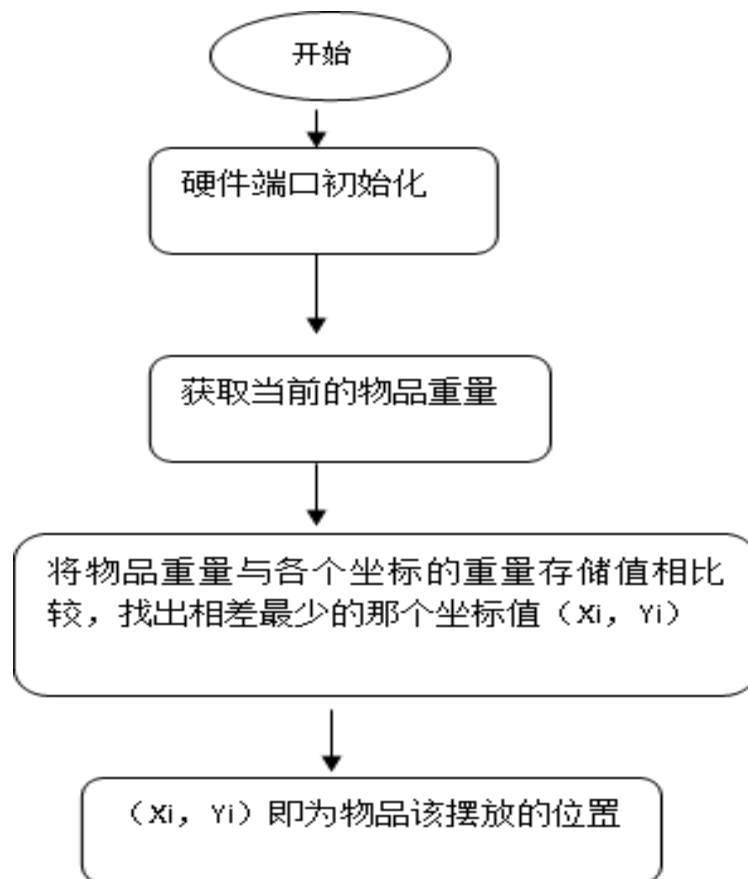 开始
硬件端口初始化
获取当前的物品重量
将物品重量与各个坐标的重量存储值相比
较，找出相差最少的那个坐标值（Xi，Yi）
（Xi，Yi）即为物品该摆放的位置